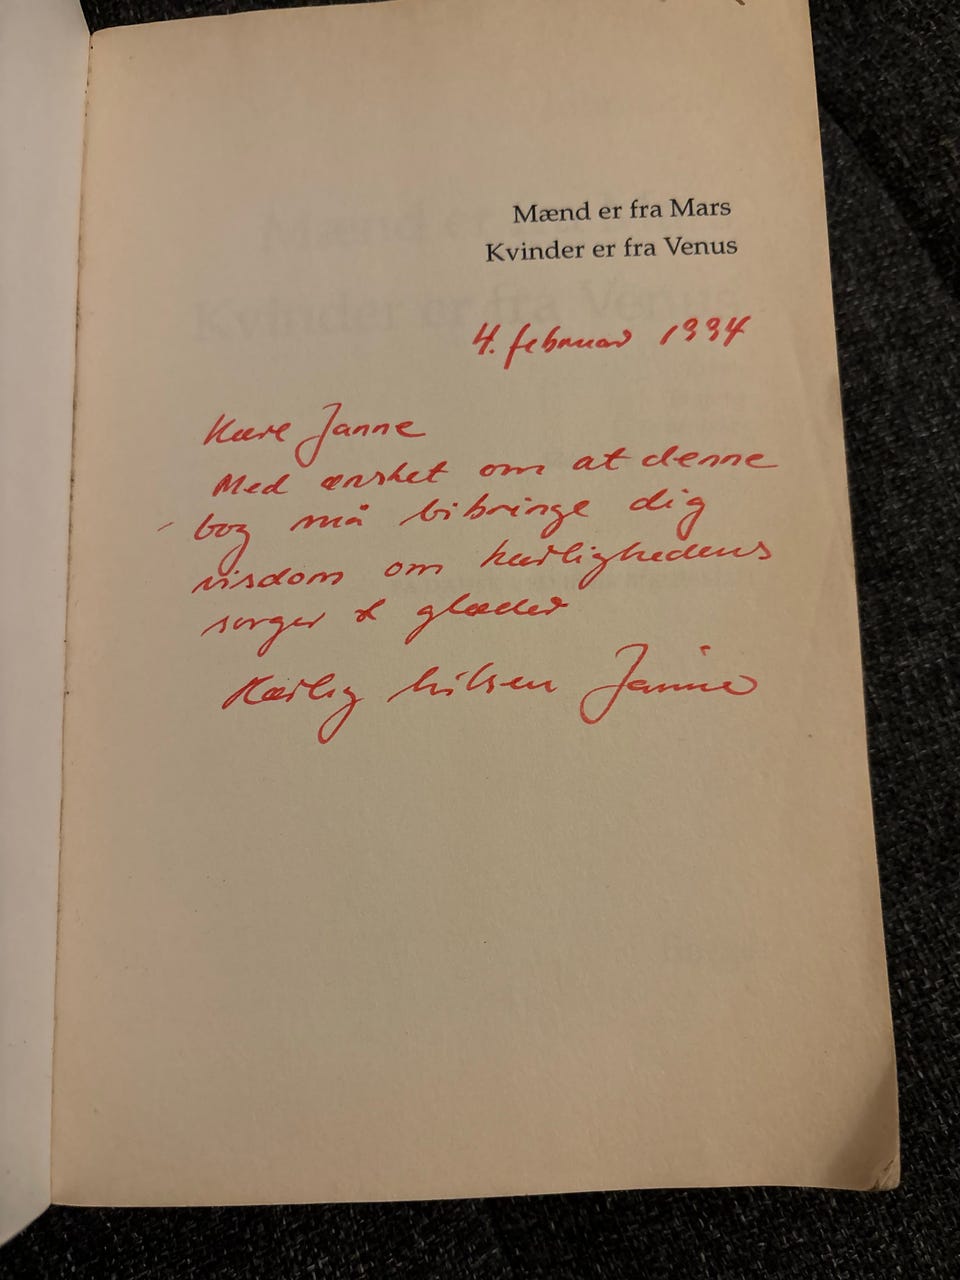 Mænd er fra Mars
Kvinder er fra Venus
4. februar 1994
Kære Janne
Med ønsket om at denne
bog må bibringe dig
visdom om kærlighedens
sorger & glæder
Kærlig hilsen Jannie